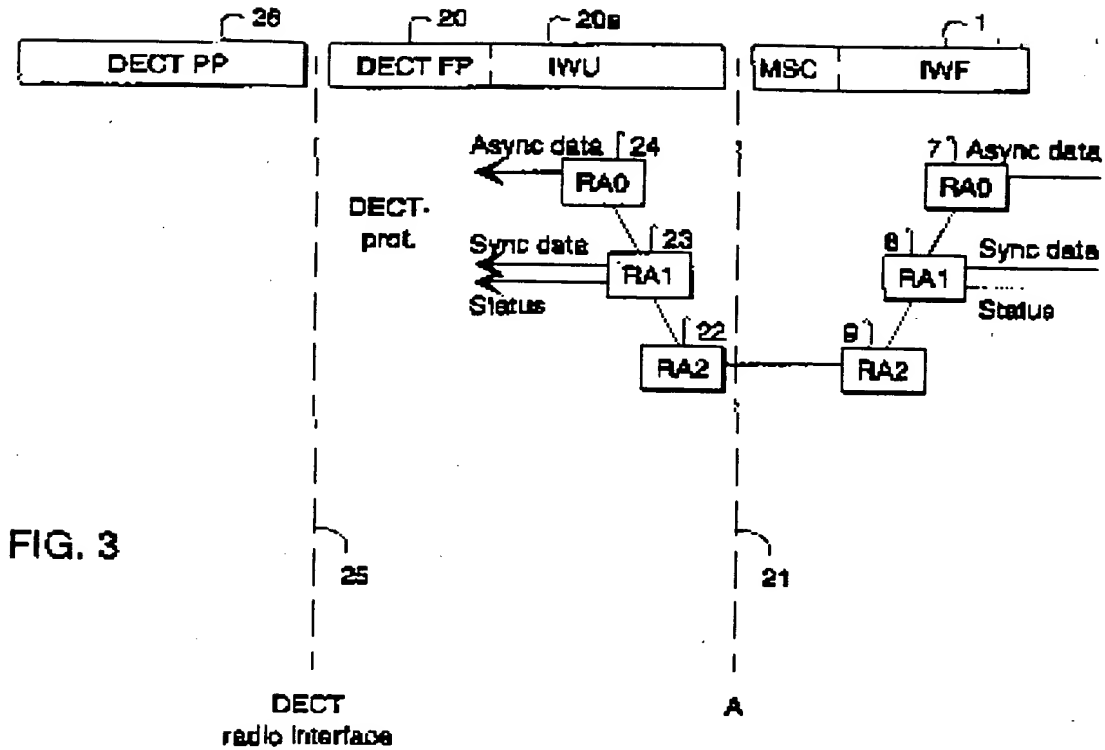 26 20 20a 1
DECT PP DECT FP IWU MSC IWF
Async data 24 7 Async data
RA0 RA0
DECT-
prot.
Sync data 23 8 Sync data
RA1 RA1
Status Status
22 9
RA2 RA2
FIG. 3
25 21
DECT A
radio interface